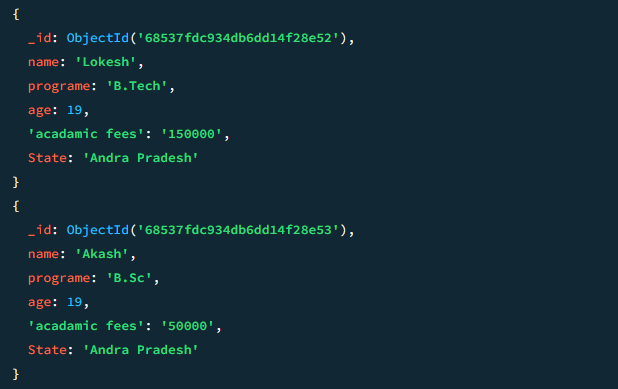 {
_id: ObjectId('68537fdc934db6dd14f28e52'),
name: 'Lokesh',
programe: 'B.Tech',
age: 19,
'acadamic fees': '150000',
State: 'Andra Pradesh'
}
{
_id: ObjectId('68537fdc934db6dd14f28e53'),
name: 'Akash',
programe: 'B.Sc',
age: 19,
'acadamic fees': '50000',
State: 'Andra Pradesh'
}